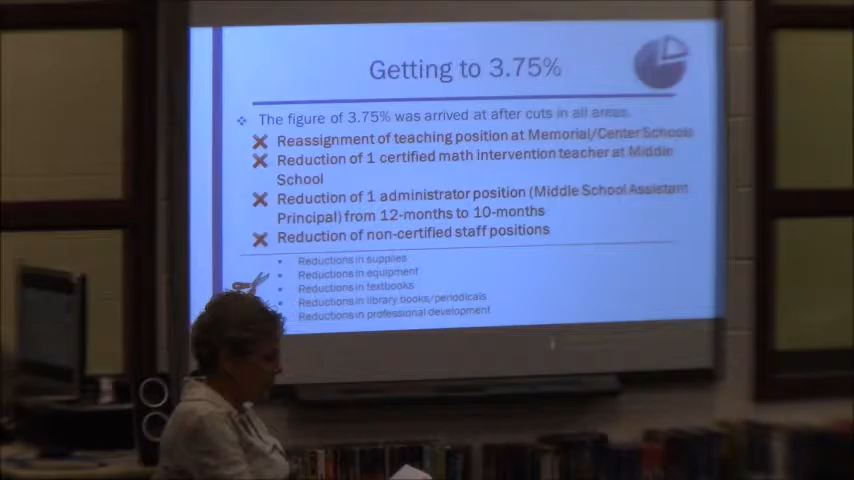 Getting to 3.75%
The figure of 3.75% was arrived at after cuts in all areas.
Reassignment of teaching position at Memorial/Center Schools
Reduction of 1 certified math intervention teacher at Middle
School
Reduction of 1 administrator position (Middle School Assistant
Principal) from 12-months to 10-months
Reduction of non-certified staff positions
Reductions in supplies
Reductions in equipment
Reductions in textbooks
Reductions in library books/periodicals
Reductions in professional development